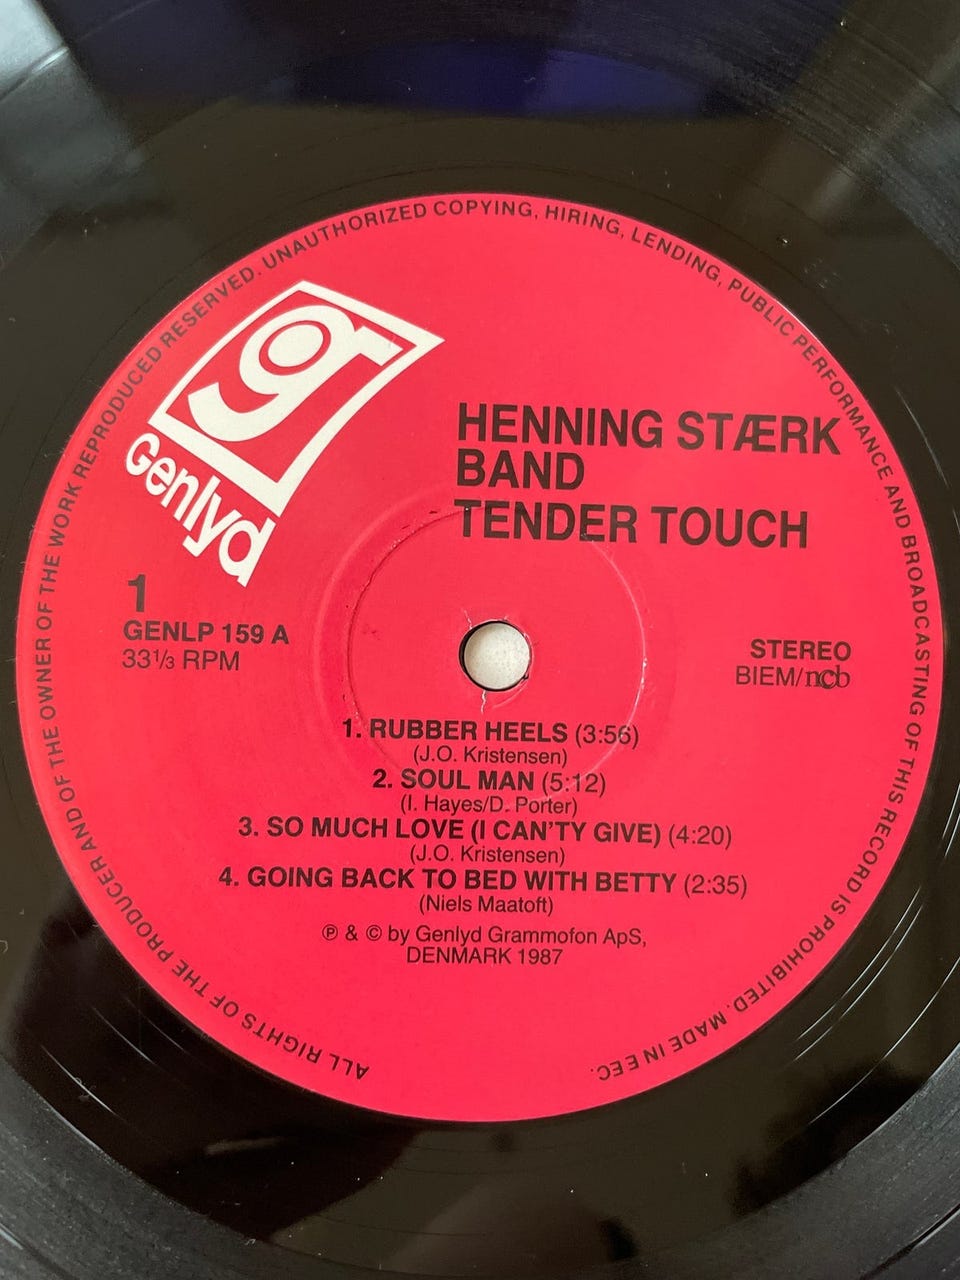 ALL RIGHTS OF THE PRODUCER AND OF THE OWNER OF THE WORK REPRODUCED RESERVED. UNAUTHORIZED COPYING, HIRING, LENDING, PUBLIC PERFORMANCE AND BROADCASTING OF THIS RECORD IS PROHIBITED. MADE IN EEC.
g
Genlyd
HENNING STÆRK
BAND
TENDER TOUCH
1
GENLP 159 A
33 1/3 RPM
STEREO
BIEM/ncb
1. RUBBER HEELS (3:56)
(J.O. Kristensen)
2. SOUL MAN (5:12)
(I. Hayes/D. Porter)
3. SO MUCH LOVE (I CAN'TY GIVE) (4:20)
(J.O. Kristensen)
4. GOING BACK TO BED WITH BETTY (2:35)
(Niels Maatoft)
℗ & © by Genlyd Grammofon ApS,
DENMARK 1987